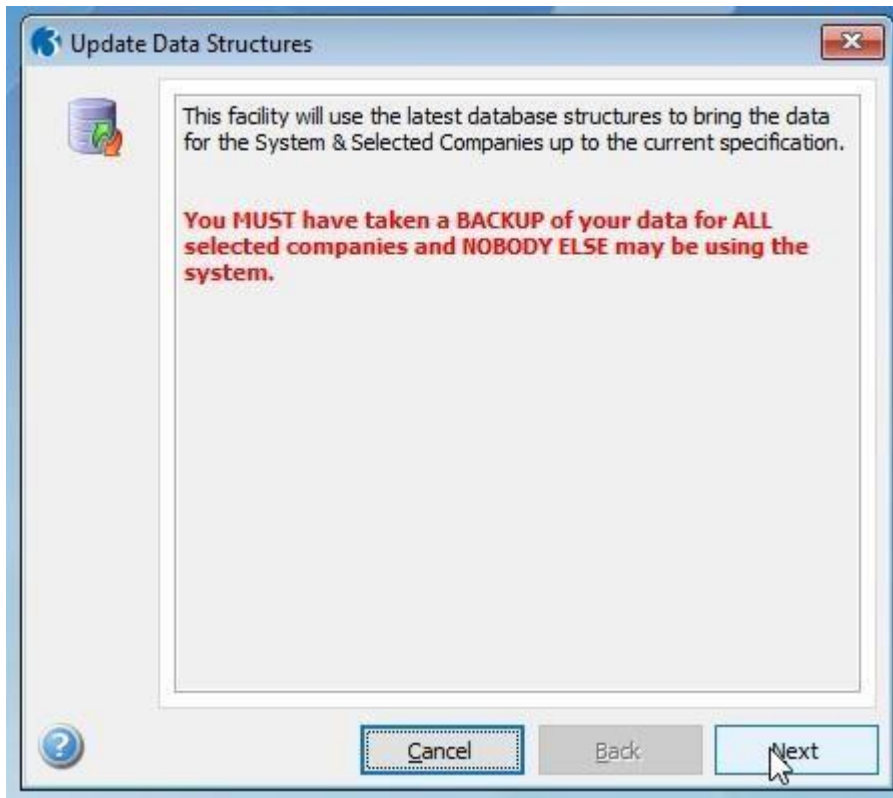 Update Data Structures
This facility will use the latest database structures to bring the data
for the System & Selected Companies up to the current specification.
You MUST have taken a BACKUP of your data for ALL
selected companies and NOBODY ELSE may be using the
system.
Cancel Back Next